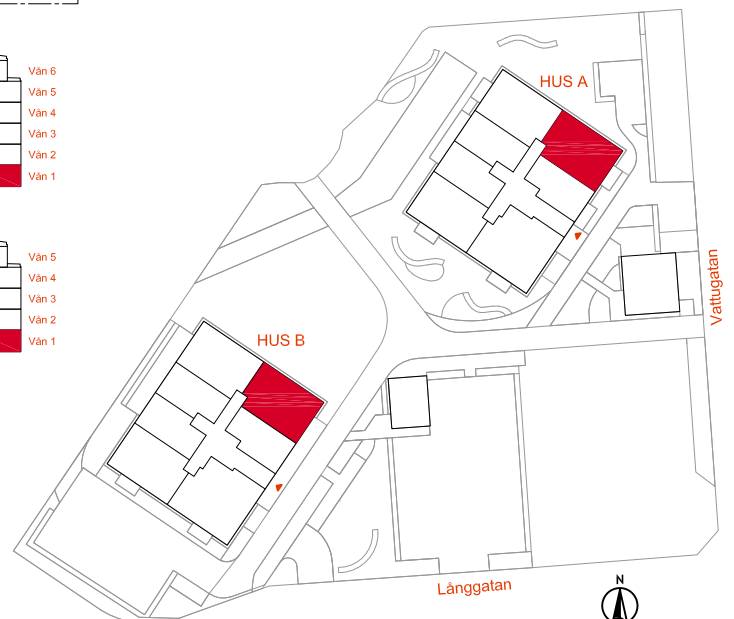 HUS A
Vån 6
Vån 5
Vån 4
Vån 3
Vån 2
Vån 1
Vån 5
Vån 4
Vån 3
Vån 2
Vån 1
HUS B
Vattugatan
Långgatan
N